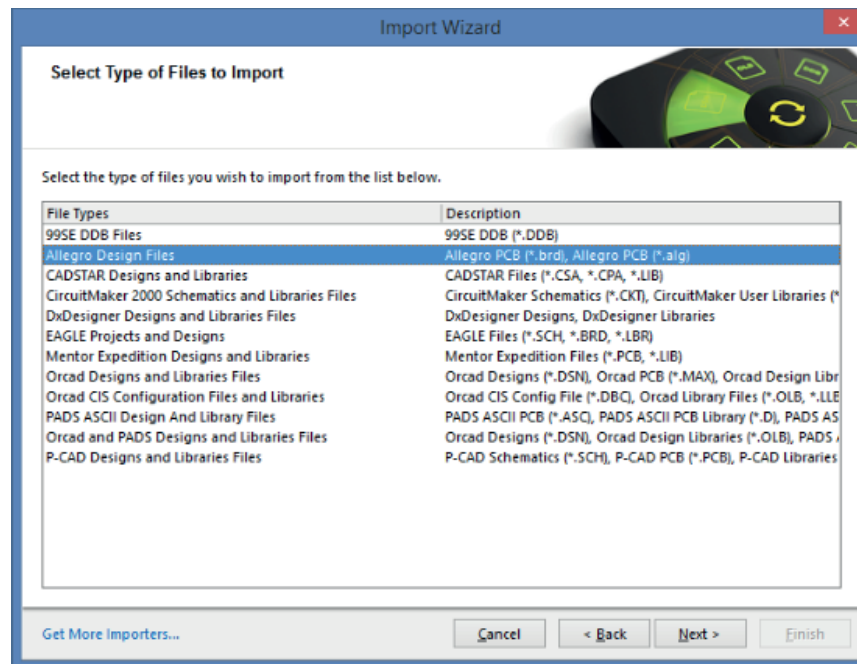 Import Wizard
Select Type of Files to Import
Select the type of files you wish to import from the list below.
File Types Description
99SE DDB Files 99SE DDB (*.DDB)
Allegro Design Files Allegro PCB (*.brd), Allegro PCB (*.alg)
CADSTAR Designs and Libraries CADSTAR Files (*.CSA, *.CPA, *.LIB)
CircuitMaker 2000 Schematics and Libraries Files CircuitMaker Schematics (*.CKT), CircuitMaker User Libraries (*
DxDesigner Designs and Libraries Files DxDesigner Designs, DxDesigner Libraries
EAGLE Projects and Designs EAGLE Files (*.SCH, *.BRD, *.LBR)
Mentor Expedition Designs and Libraries Mentor Expedition Files (*.PCB, *.LIB)
Orcad Designs and Libraries Files Orcad Designs (*.DSN), Orcad PCB (*.MAX), Orcad Design Libr
Orcad CIS Configuration Files and Libraries Orcad CIS Config File (*.DBC), Orcad Library Files (*.OLB, *.LLB
PADS ASCII Design And Library Files PADS ASCII PCB (*.ASC), PADS ASCII PCB Library (*.D), PADS AS
Orcad and PADS Designs and Libraries Files Orcad Designs (*.DSN), Orcad Design Libraries (*.OLB), PADS
P-CAD Designs and Libraries Files P-CAD Schematics (*.SCH), P-CAD PCB (*.PCB), P-CAD Libraries
Get More Importers... Cancel < Back Next > Finish